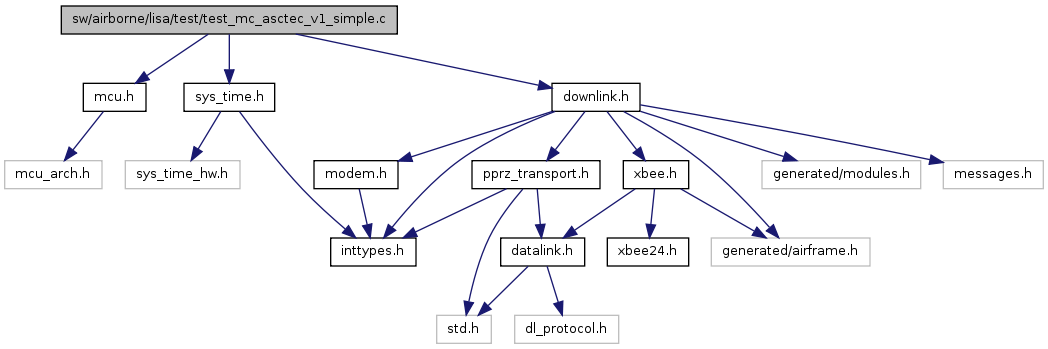 sw/airborne/lisa/test/test_mc_asctec_v1_simple.c
mcu.h
sys_time.h
downlink.h
mcu_arch.h
sys_time_hw.h
modem.h
pprz_transport.h
xbee.h
generated/modules.h
messages.h
inttypes.h
datalink.h
xbee24.h
generated/airframe.h
std.h
dl_protocol.h